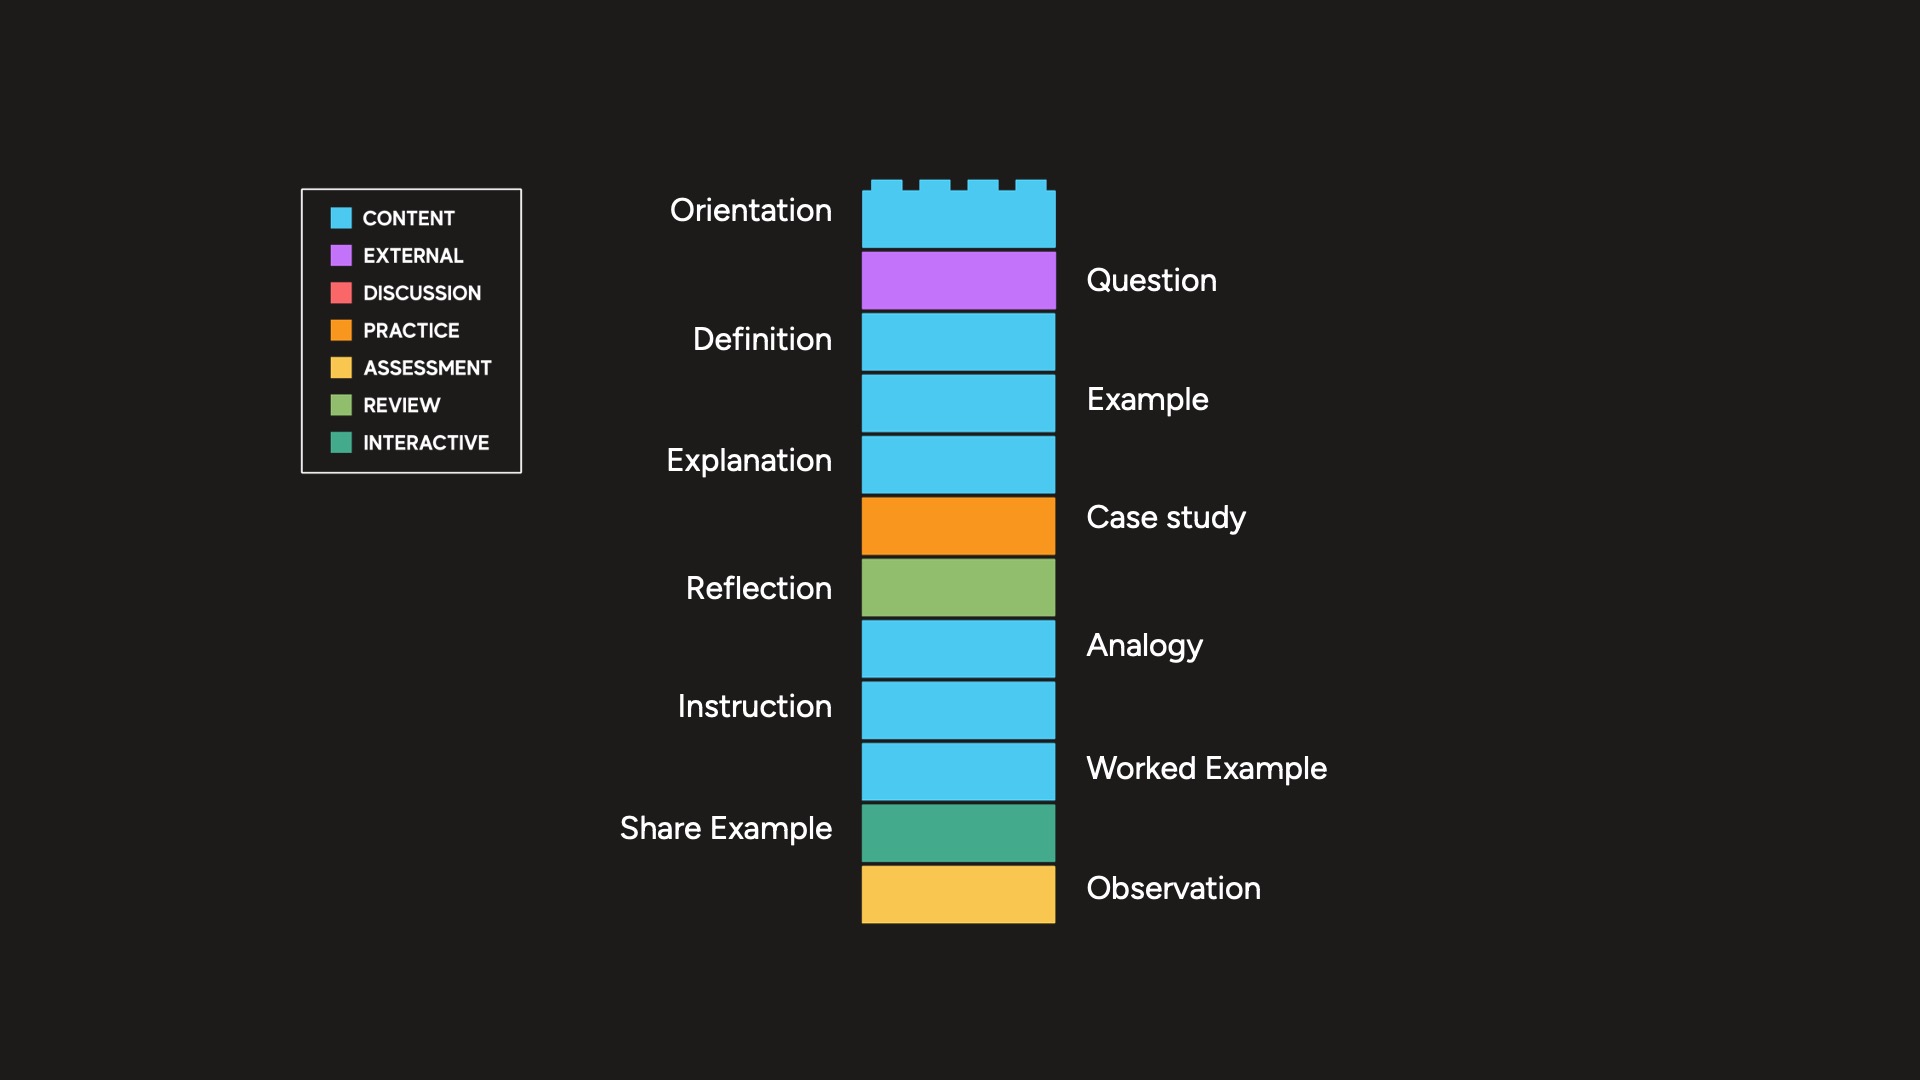 CONTENT
EXTERNAL
DISCUSSION
PRACTICE
ASSESSMENT
REVIEW
INTERACTIVE
Orientation
Question
Definition
Example
Explanation
Case study
Reflection
Analogy
Instruction
Worked Example
Share Example
Observation